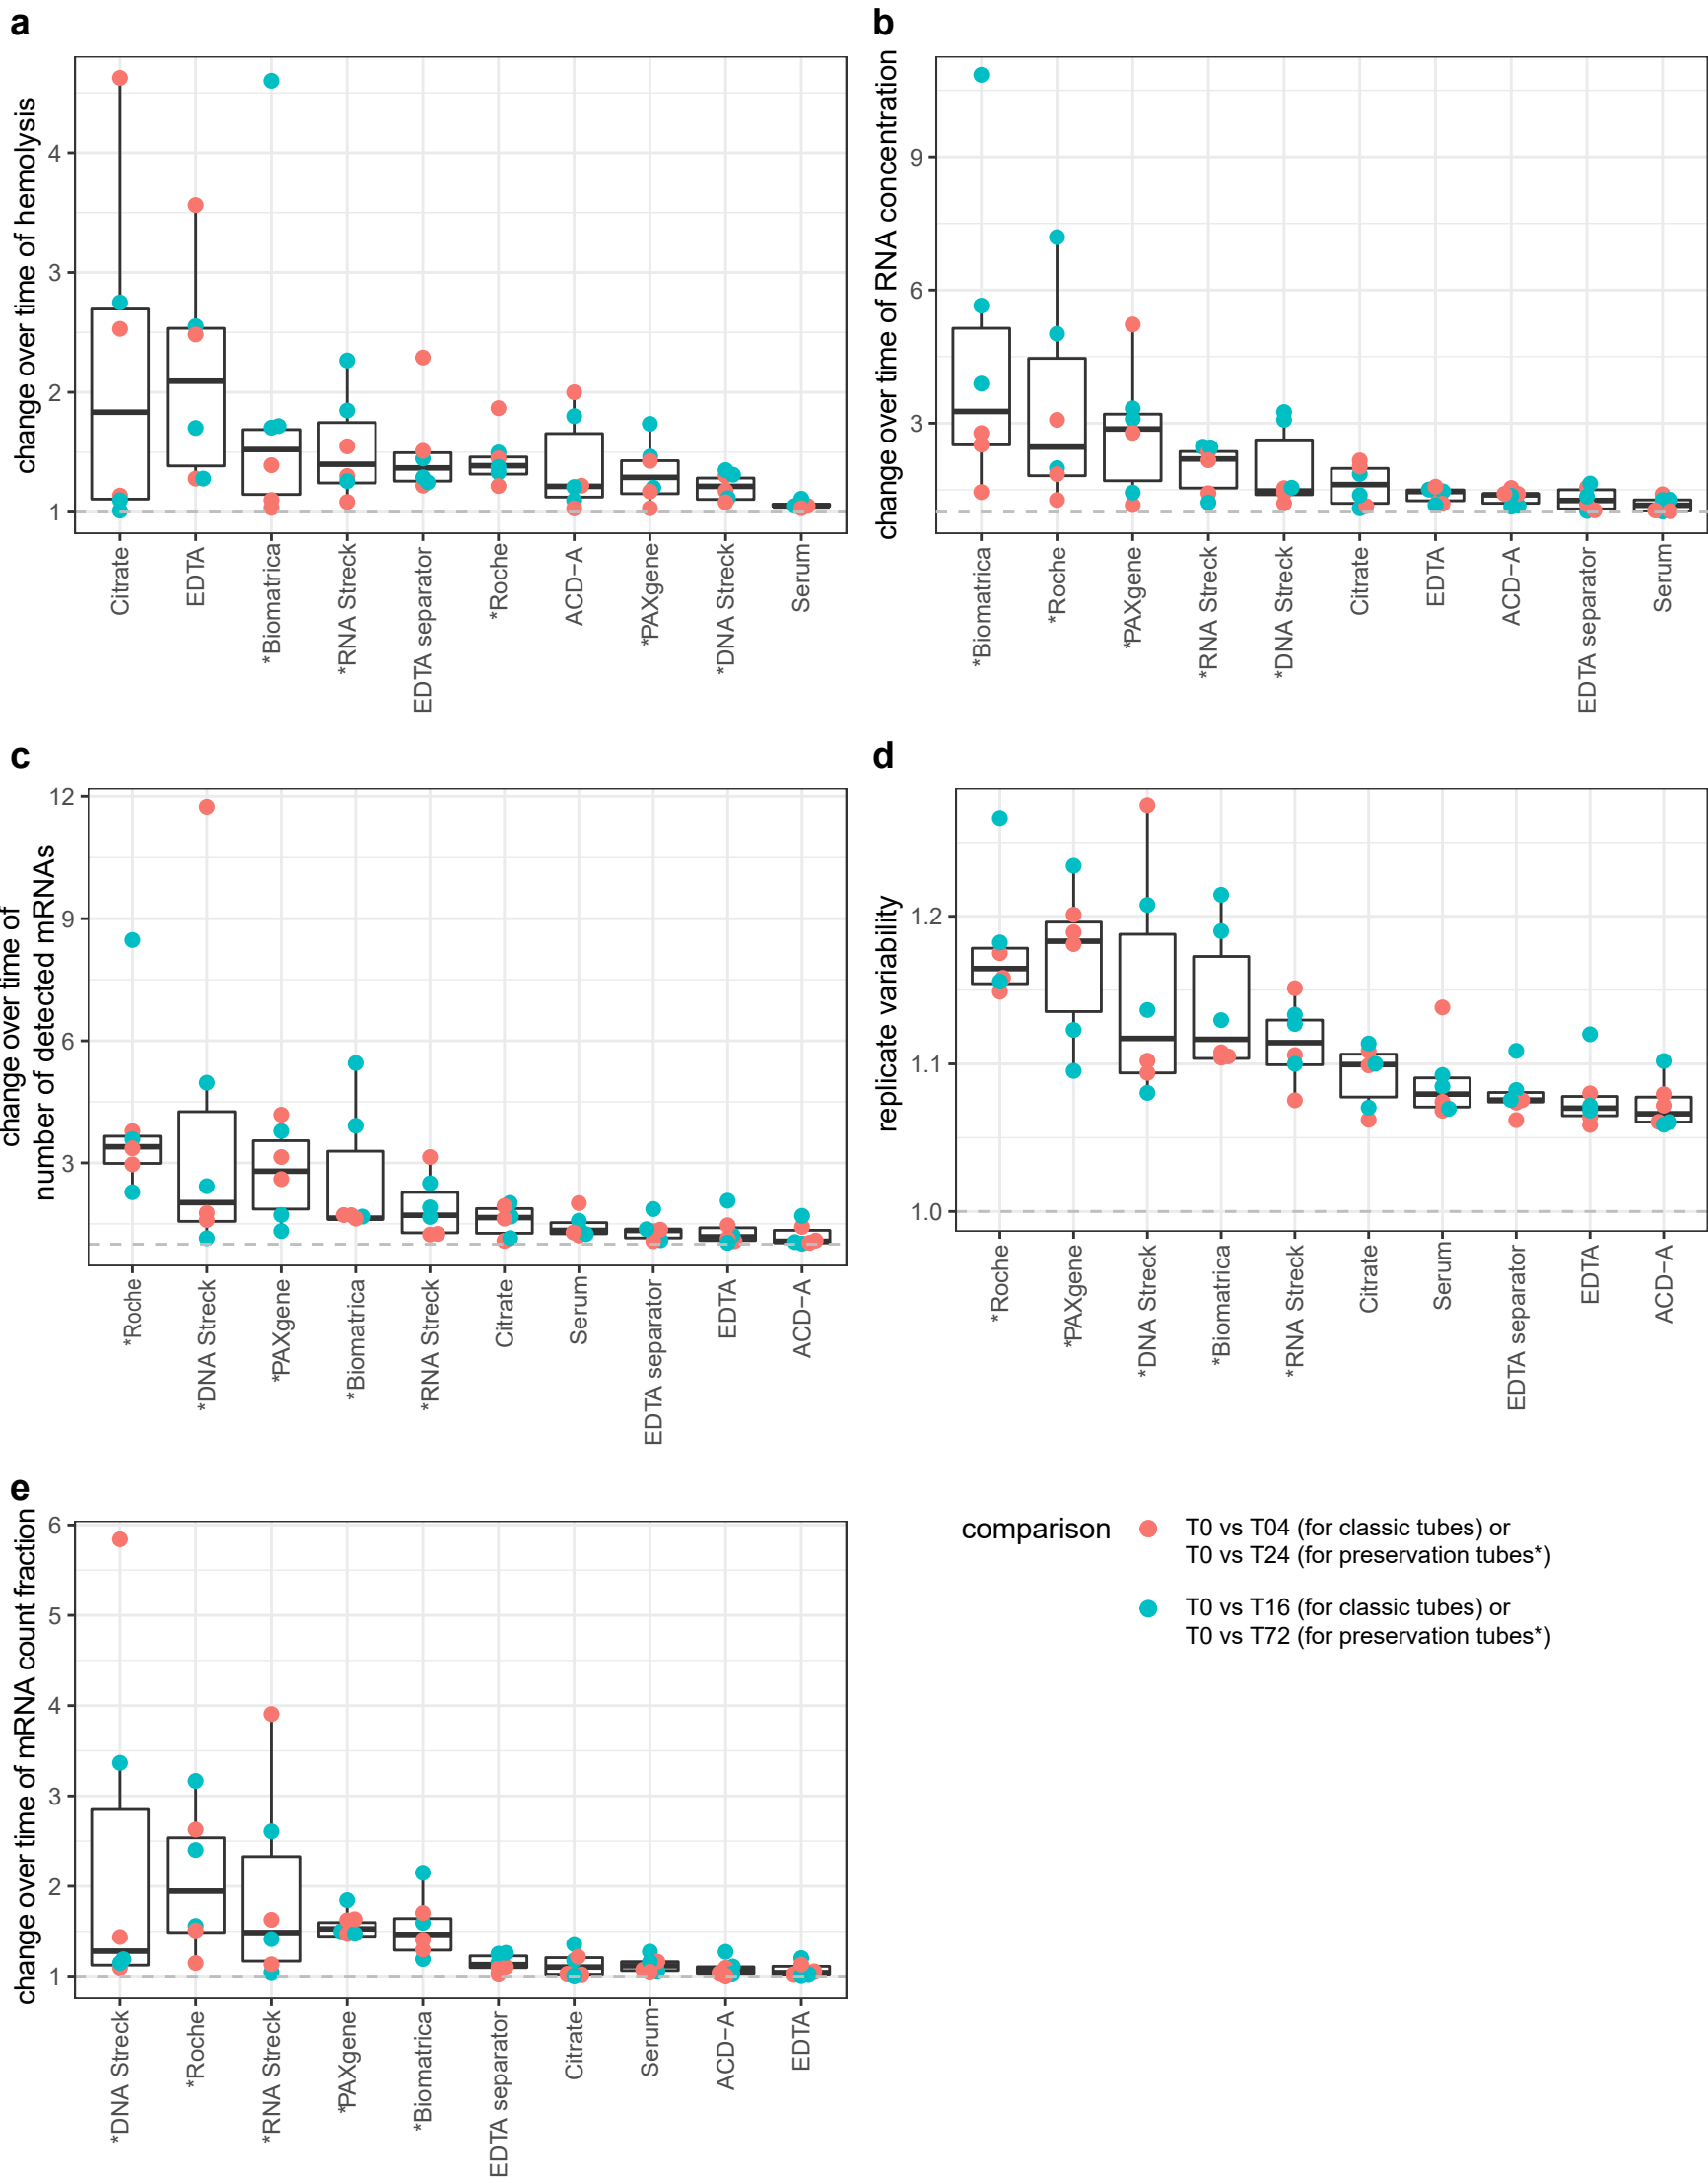 a
change over time of hemolysis
4
3
2
1
Citrate
EDTA
*Biomatrica
*RNA Streck
EDTA separator
*Roche
ACD−A
*PAXgene
*DNA Streck
Serum
b
change over time of RNA concentration
9
6
3
*Biomatrica
*Roche
*PAXgene
*RNA Streck
*DNA Streck
Citrate
EDTA
ACD−A
EDTA separator
Serum
c
change over time of
number of detected mRNAs
12
9
6
3
*Roche
*DNA Streck
*PAXgene
*Biomatrica
*RNA Streck
Citrate
Serum
EDTA separator
EDTA
ACD−A
d
replicate variability
1.2
1.1
1.0
*Roche
*PAXgene
*DNA Streck
*Biomatrica
*RNA Streck
Citrate
Serum
EDTA separator
EDTA
ACD−A
e
change over time of mRNA count fraction
6
5
4
3
2
1
*DNA Streck
*Roche
*RNA Streck
*PAXgene
*Biomatrica
EDTA separator
Citrate
Serum
ACD−A
EDTA
comparison
T0 vs T04 (for classic tubes) or
T0 vs T24 (for preservation tubes*)
T0 vs T16 (for classic tubes) or
T0 vs T72 (for preservation tubes*)